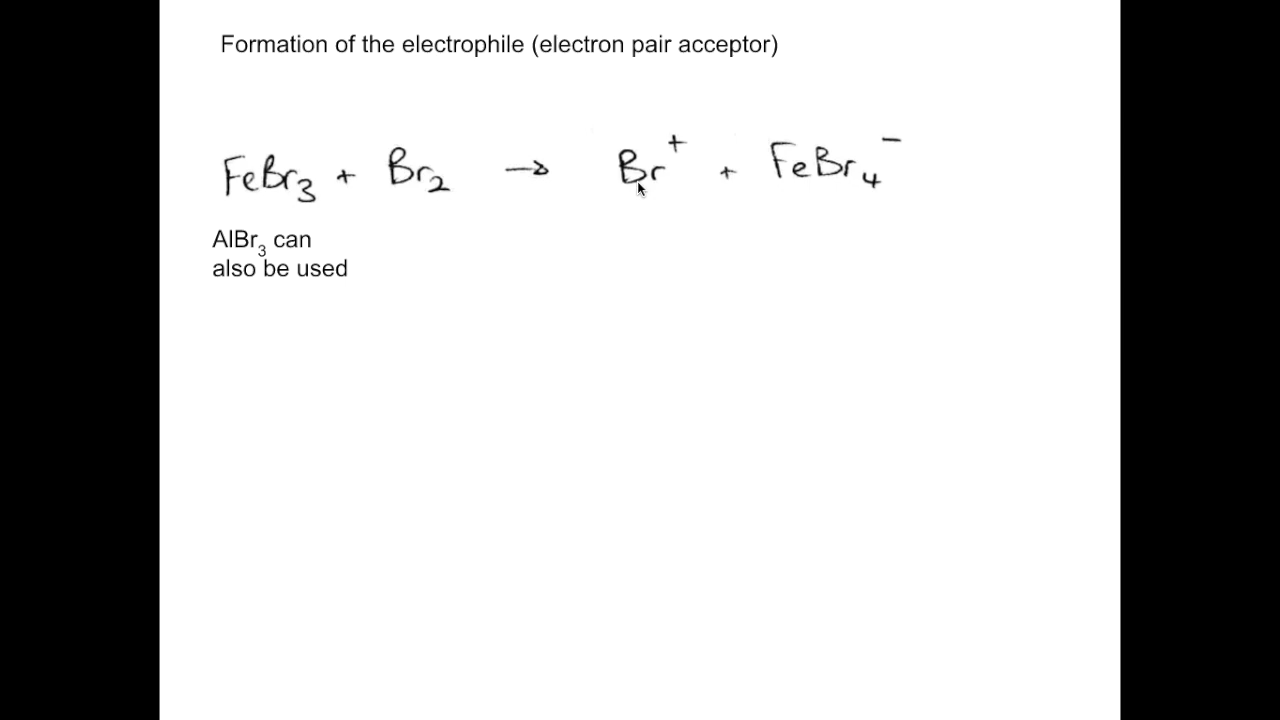 Formation of the electrophile (electron pair acceptor)
FeBr₃ + Br₂ → Br⁺ + FeBr₄⁻
AlBr₃ can
also be used